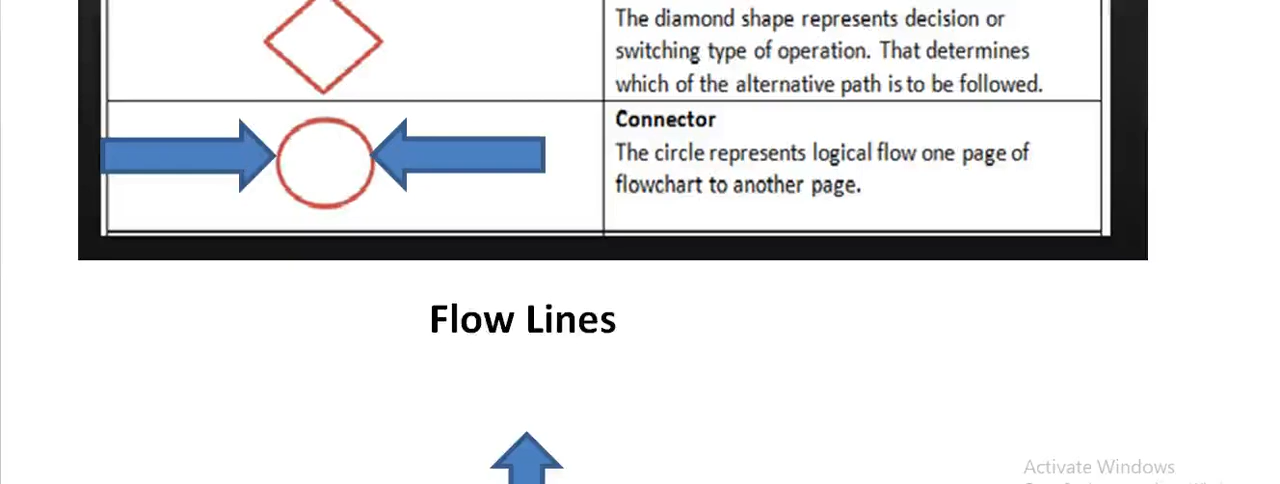 The diamond shape represents decision or
switching type of operation. That determines
which of the alternative path is to be followed.
Connector
The circle represents logical flow one page of
flowchart to another page.
Flow Lines
Activate Windows